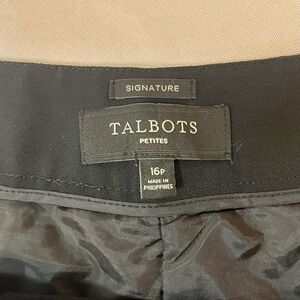 SIGNATURE
TALBOTS
PETITES
16P
MADE IN
PHILIPPINES